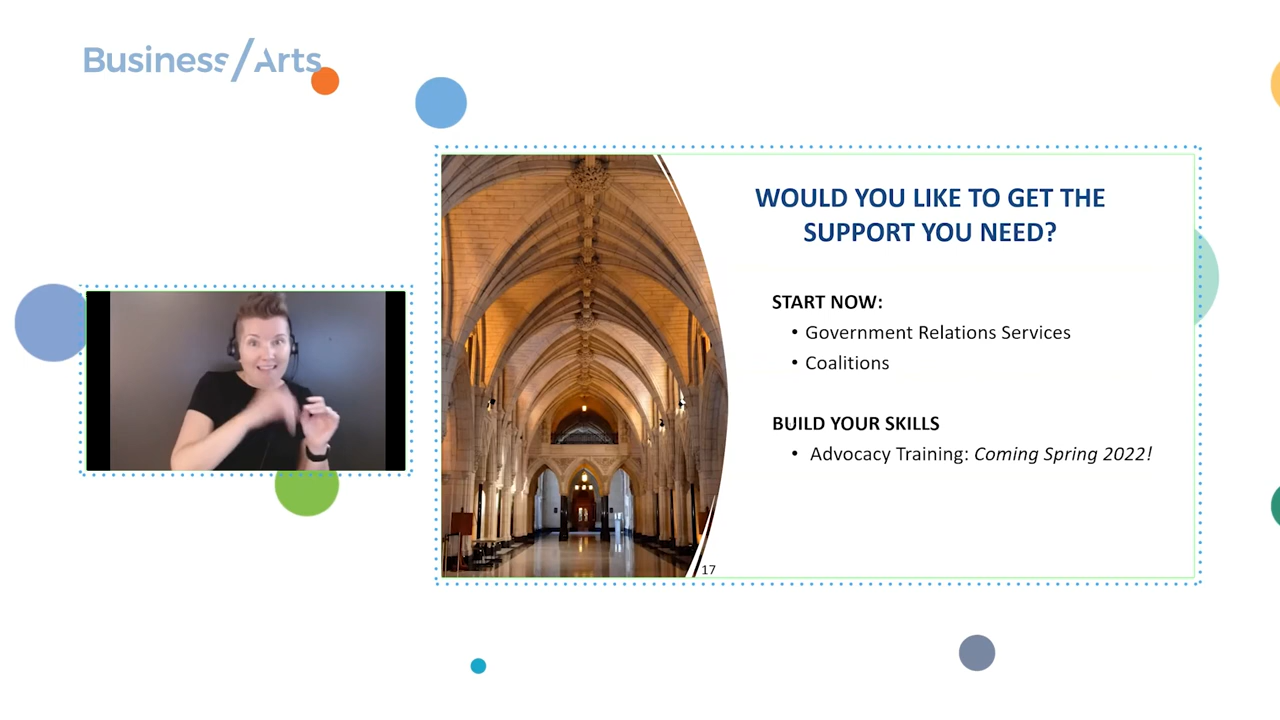 Business/Arts
WOULD YOU LIKE TO GET THE
SUPPORT YOU NEED?
START NOW:
• Government Relations Services
• Coalitions
BUILD YOUR SKILLS
• Advocacy Training: Coming Spring 2022!
17